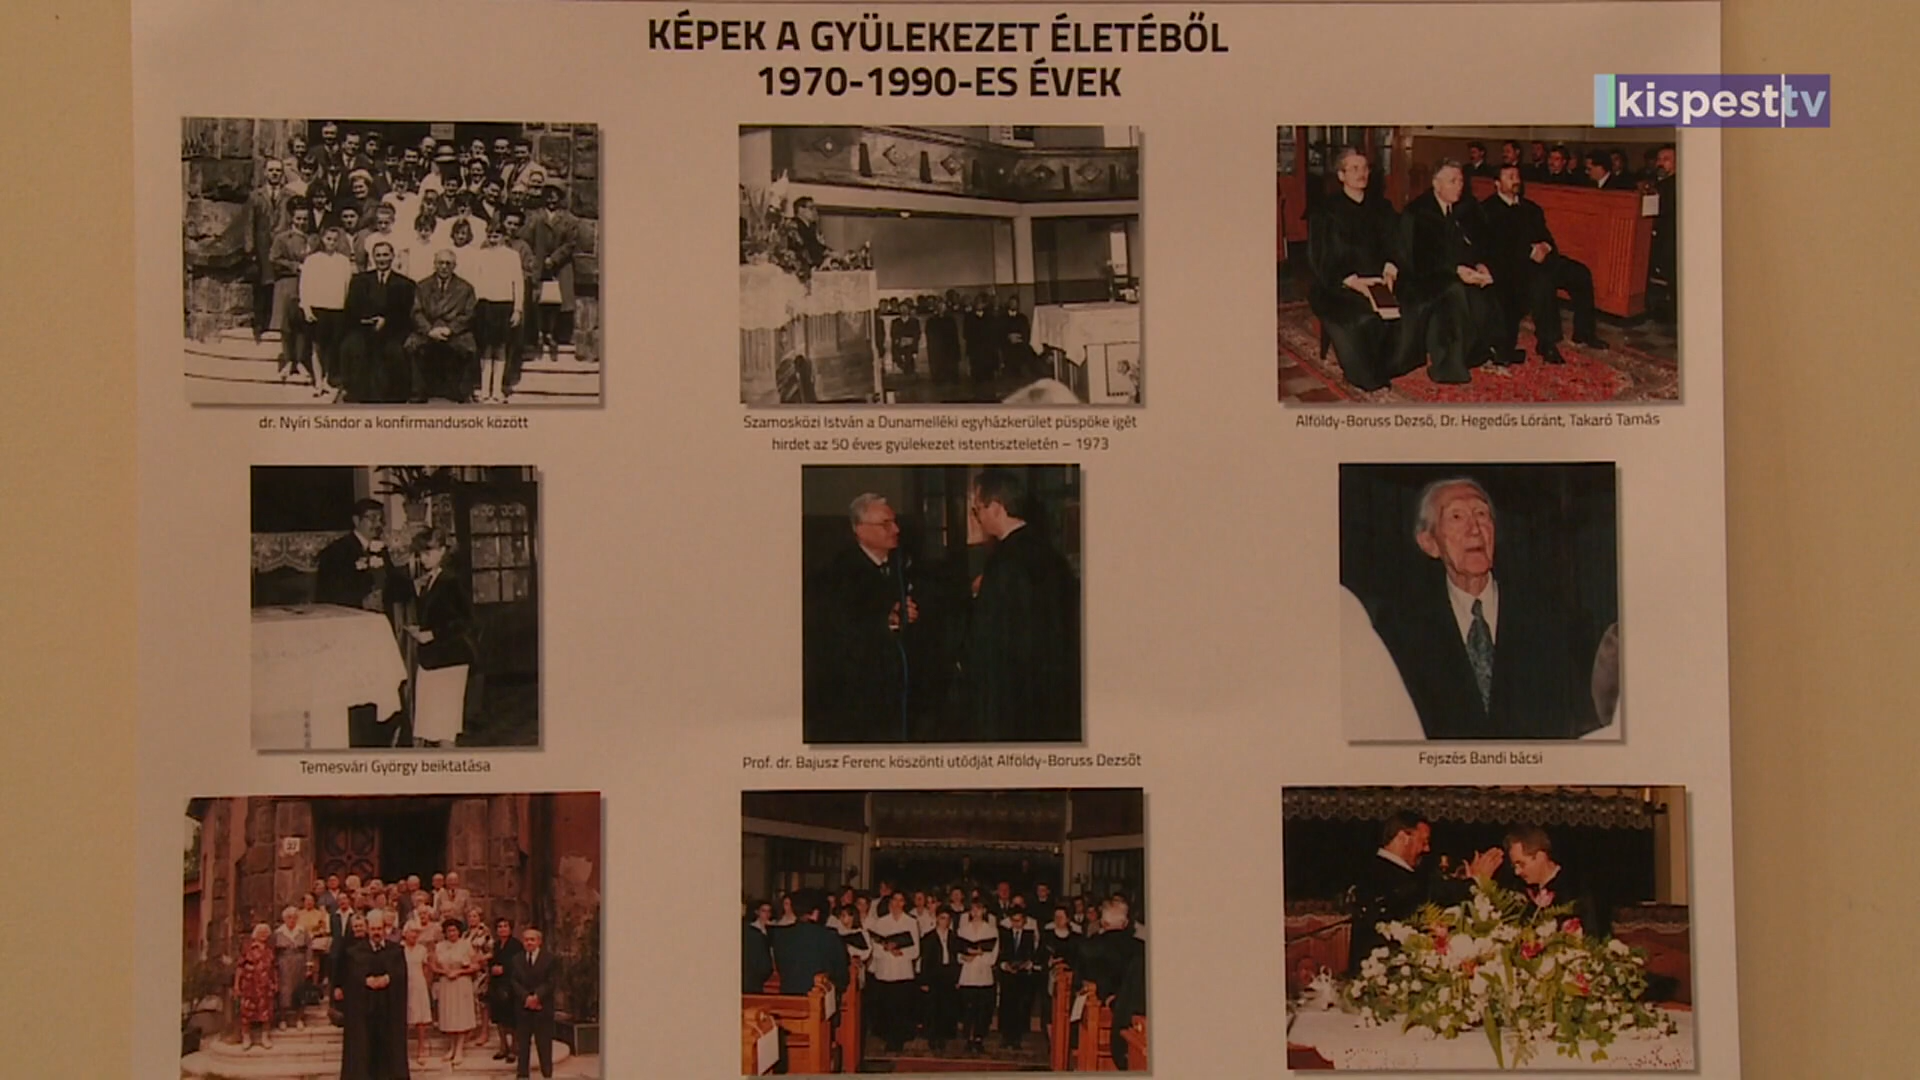 KÉPEK A GYÜLEKEZET ÉLETÉBŐL
1970-1990-ES ÉVEK
kispest tv
dr. Nyíri Sándor a konfirmandusok között
Szamosközi István a Dunamelléki egyházkerület püspöke igét
hirdet az 50 éves gyülekezet istentiszteletén – 1973
Alföldy-Boruss Dezső, Dr. Hegedűs Lóránt, Takaró Tamás
Temesvári György beiktatása
Prof. dr. Bajusz Ferenc köszönti utódját Alföldy-Boruss Dezsőt
Fejszés Bandi bácsi